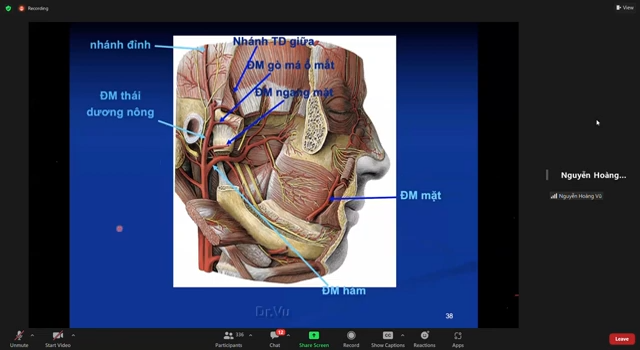 Recording
View
nhánh đỉnh
Nhánh TD giữa
ĐM gò má ổ mắt
ĐM ngang mặt
ĐM thái
dương nông
ĐM mặt
ĐM hàm
Dr.Vu
38
Nguyễn Hoàng...
Nguyễn Hoàng Vũ
Unmute
Start Video
Participants
336
Chat
12
Share Screen
Record
Show Captions
Reactions
Apps
Leave